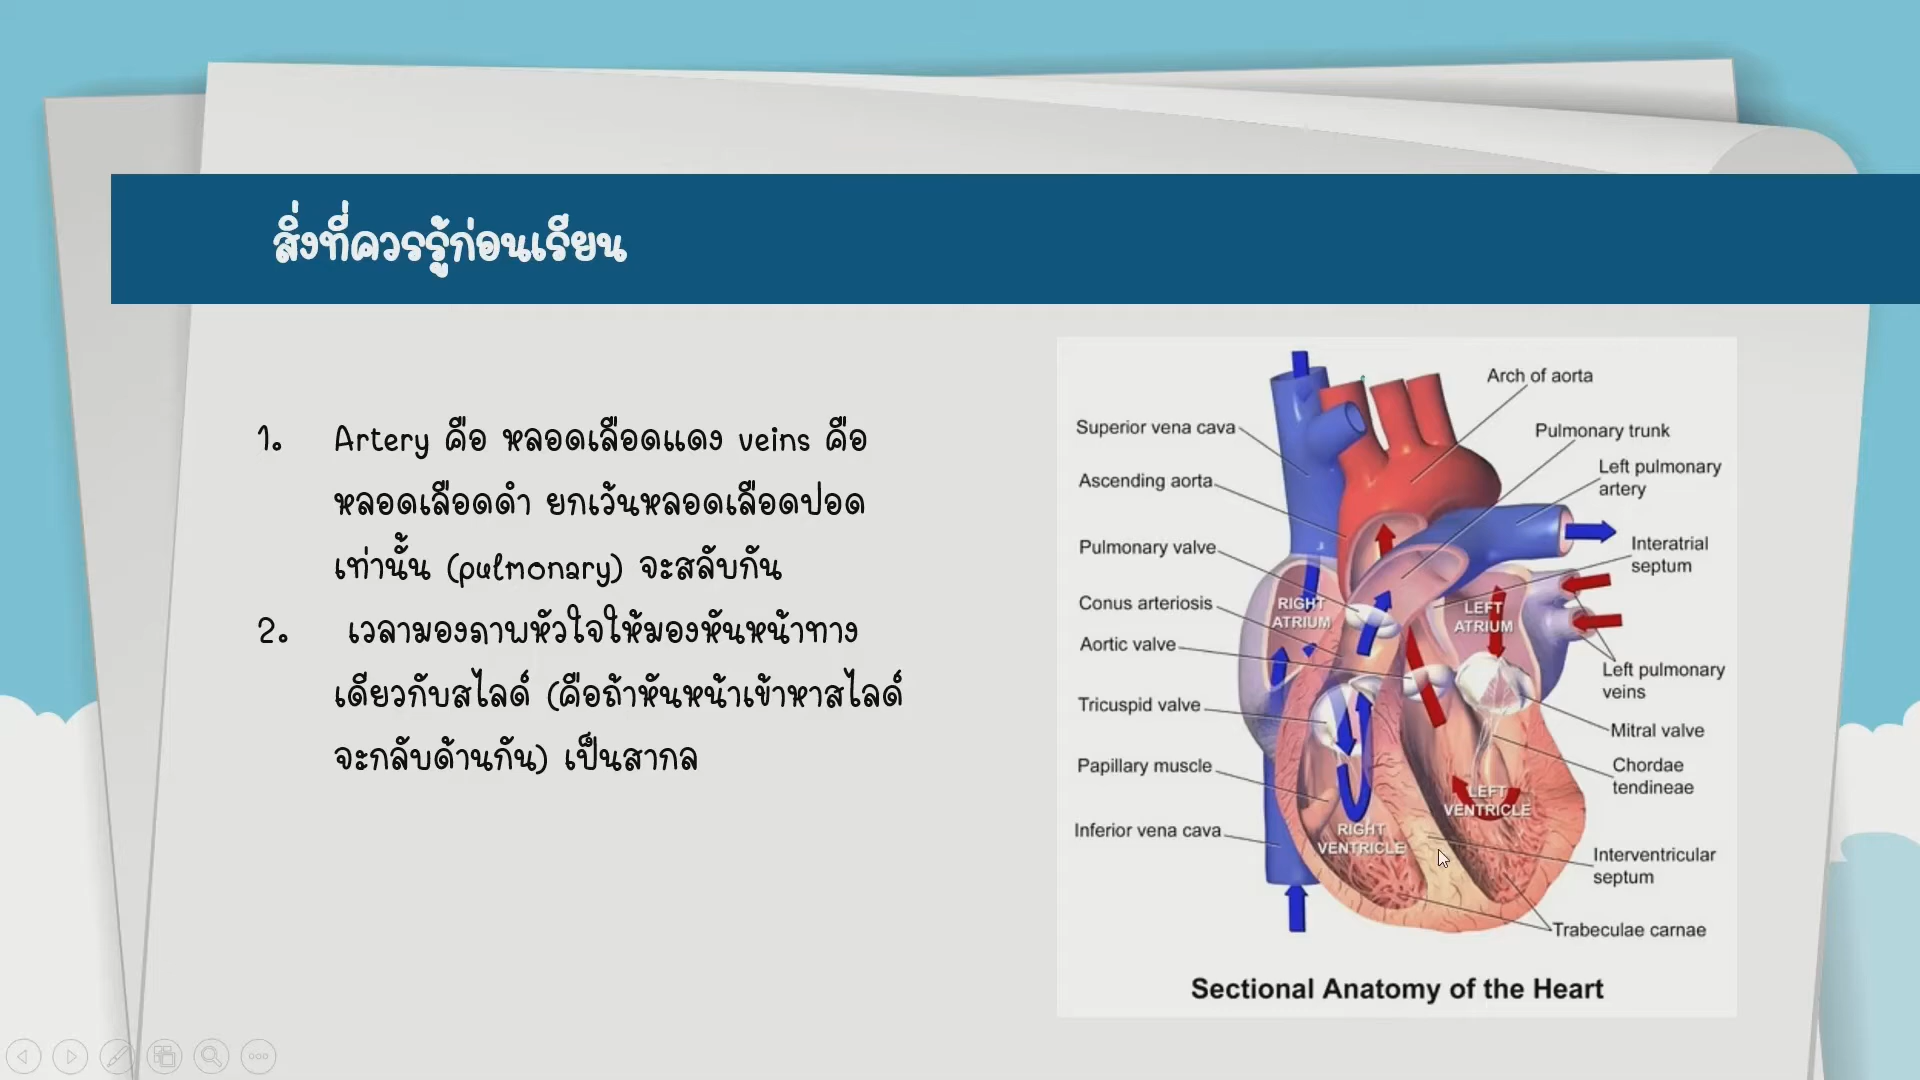 สิ่งที่ควรรู้ก่อนเรียน
1. Artery คือ หลอดเลือดแดง veins คือ
หลอดเลือดดำ ยกเว้นหลอดเลือดปอด
เท่านั้น (pulmonary) จะสลับกัน
2. เวลามองภาพหัวใจให้มองหันหน้าทาง
เดียวกับสไลด์ (คือถ้าหันหน้าเข้าหาสไลด์
จะกลับด้านกัน) เป็นสากล
Superior vena cava
Ascending aorta
Pulmonary valve
Conus arteriosis
Aortic valve
Tricuspid valve
Papillary muscle
Inferior vena cava
RIGHT
ATRIUM
LEFT
ATRIUM
RIGHT
VENTRICLE
LEFT
VENTRICLE
Arch of aorta
Pulmonary trunk
Left pulmonary
artery
Interatrial
septum
Left pulmonary
veins
Mitral valve
Chordae
tendineae
Interventricular
septum
Trabeculae carnae
Sectional Anatomy of the Heart